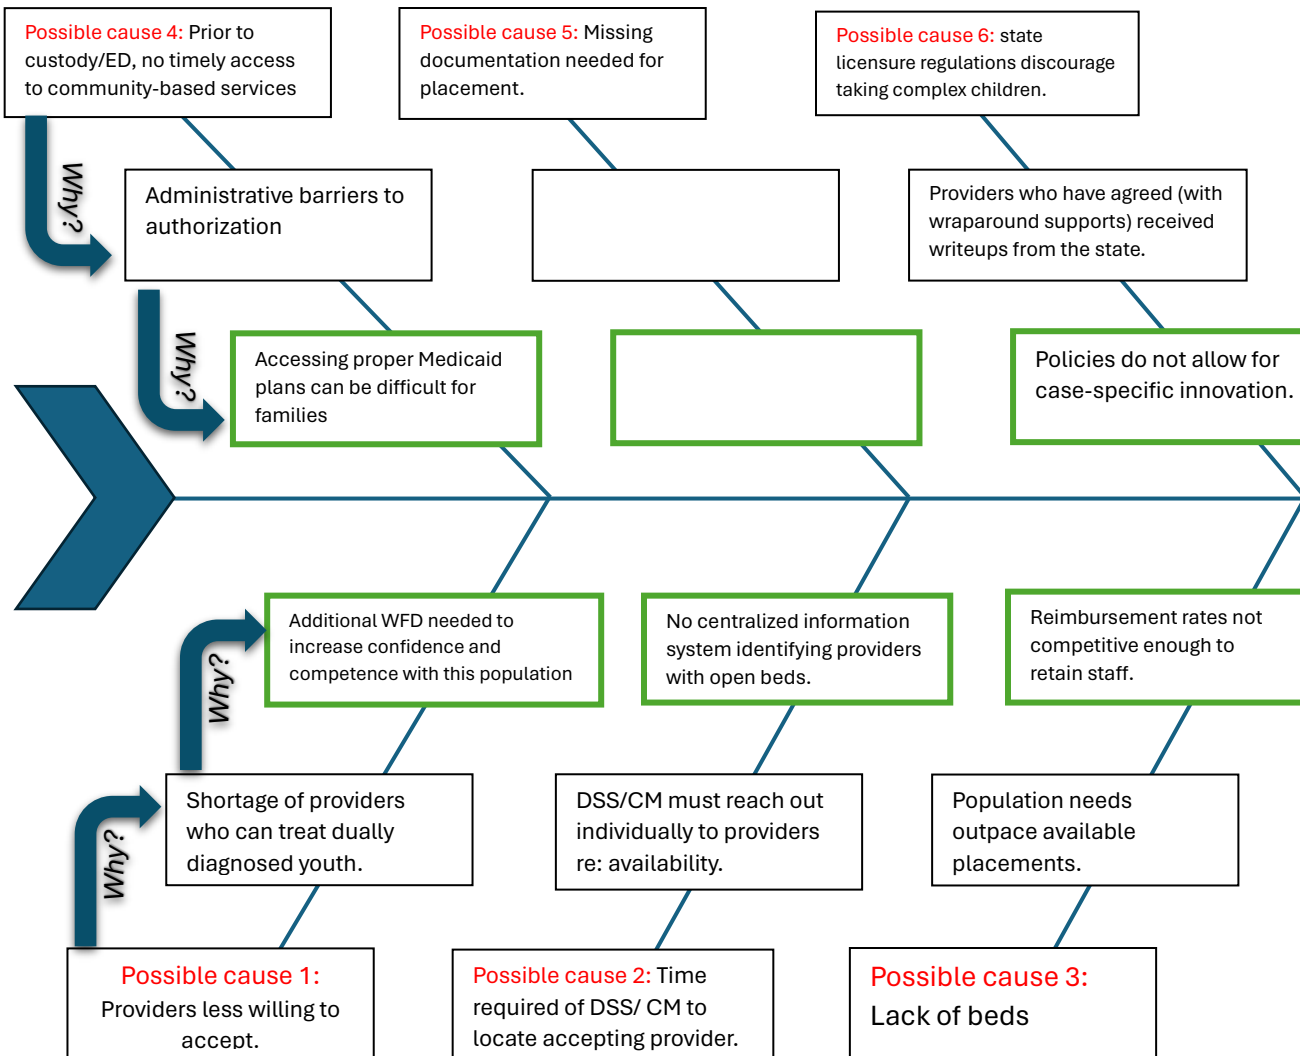 Possible cause 4: Prior to
custody/ED, no timely access
to community-based services
Possible cause 5: Missing
documentation needed for
placement.
Possible cause 6: state
licensure regulations discourage
taking complex children.
Why?
Administrative barriers to
authorization
Providers who have agreed (with
wraparound supports) received
writeups from the state.
Why?
Accessing proper Medicaid
plans can be difficult for
families
Policies do not allow for
case-specific innovation.
Additional WFD needed to
increase confidence and
competence with this population
No centralized information
system identifying providers
with open beds.
Reimbursement rates not
competitive enough to
retain staff.
Why?
Shortage of providers
who can treat dually
diagnosed youth.
DSS/CM must reach out
individually to providers
re: availability.
Population needs
outpace available
placements.
Why?
Possible cause 1:
Providers less willing to
accept.
Possible cause 2: Time
required of DSS/ CM to
locate accepting provider.
Possible cause 3:
Lack of beds